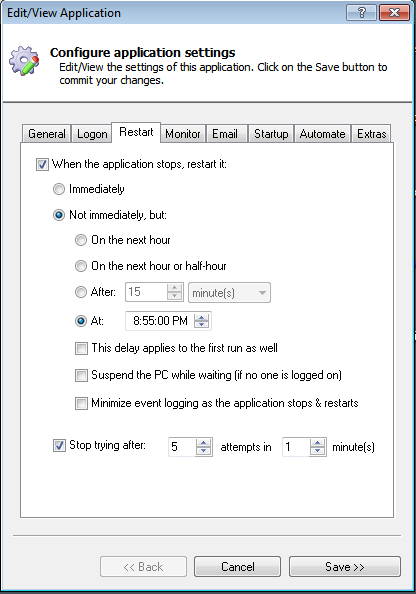 Edit/View Application
Configure application settings
Edit/View the settings of this application. Click on the Save button to
commit your changes.
General Logon Restart Monitor Email Startup Automate Extras
When the application stops, restart it:
Immediately
Not immediately, but:
On the next hour
On the next hour or half-hour
After: 15 minute(s)
At: 8:55:00 PM
This delay applies to the first run as well
Suspend the PC while waiting (if no one is logged on)
Minimize event logging as the application stops & restarts
Stop trying after: 5 attempts in 1 minute(s)
<< Back Cancel Save >>